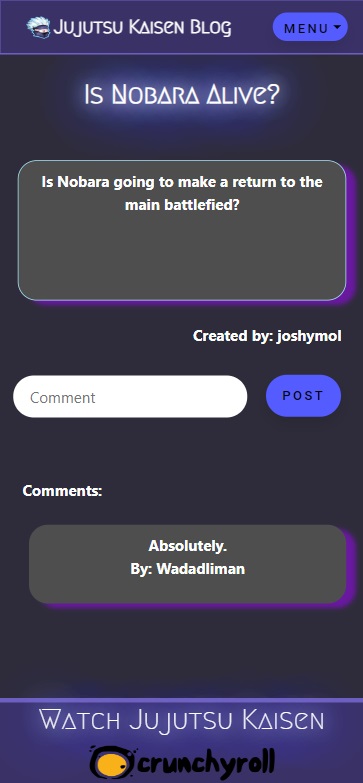 Jujutsu Kaisen Blog
MENU
Is Nobara Alive?
Is Nobara going to make a return to the
main battlefied?
Created by: joshymol
Comment
POST
Comments:
Absolutely.
By: Wadadliman
Watch Jujutsu Kaisen
crunchyroll